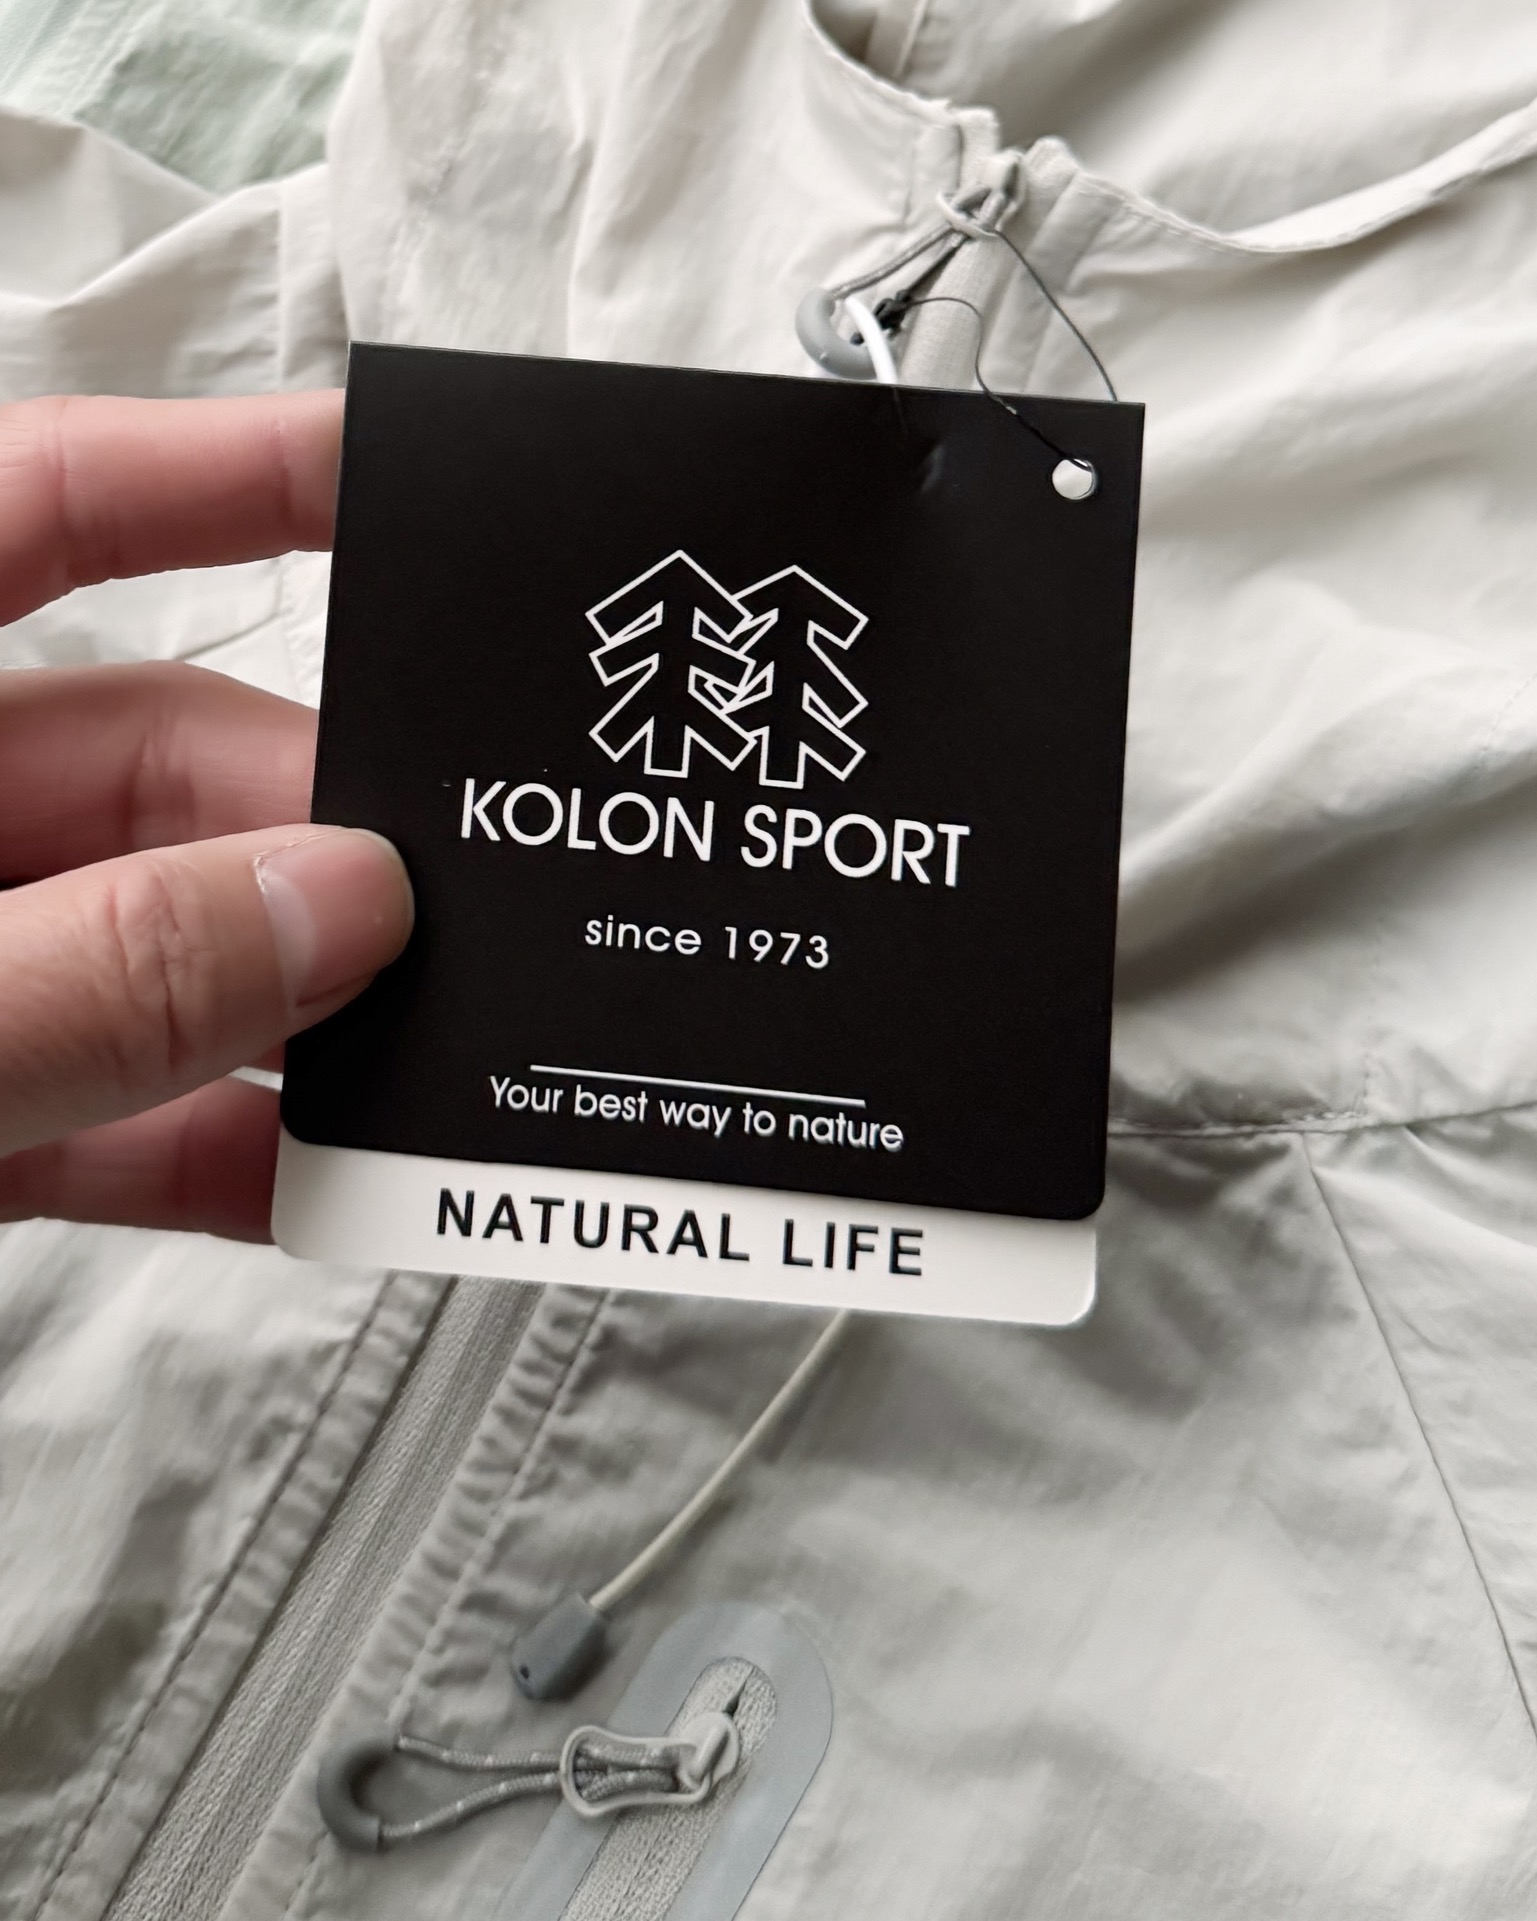 KOLON SPORT
since 1973
Your best way to nature
NATURAL LIFE